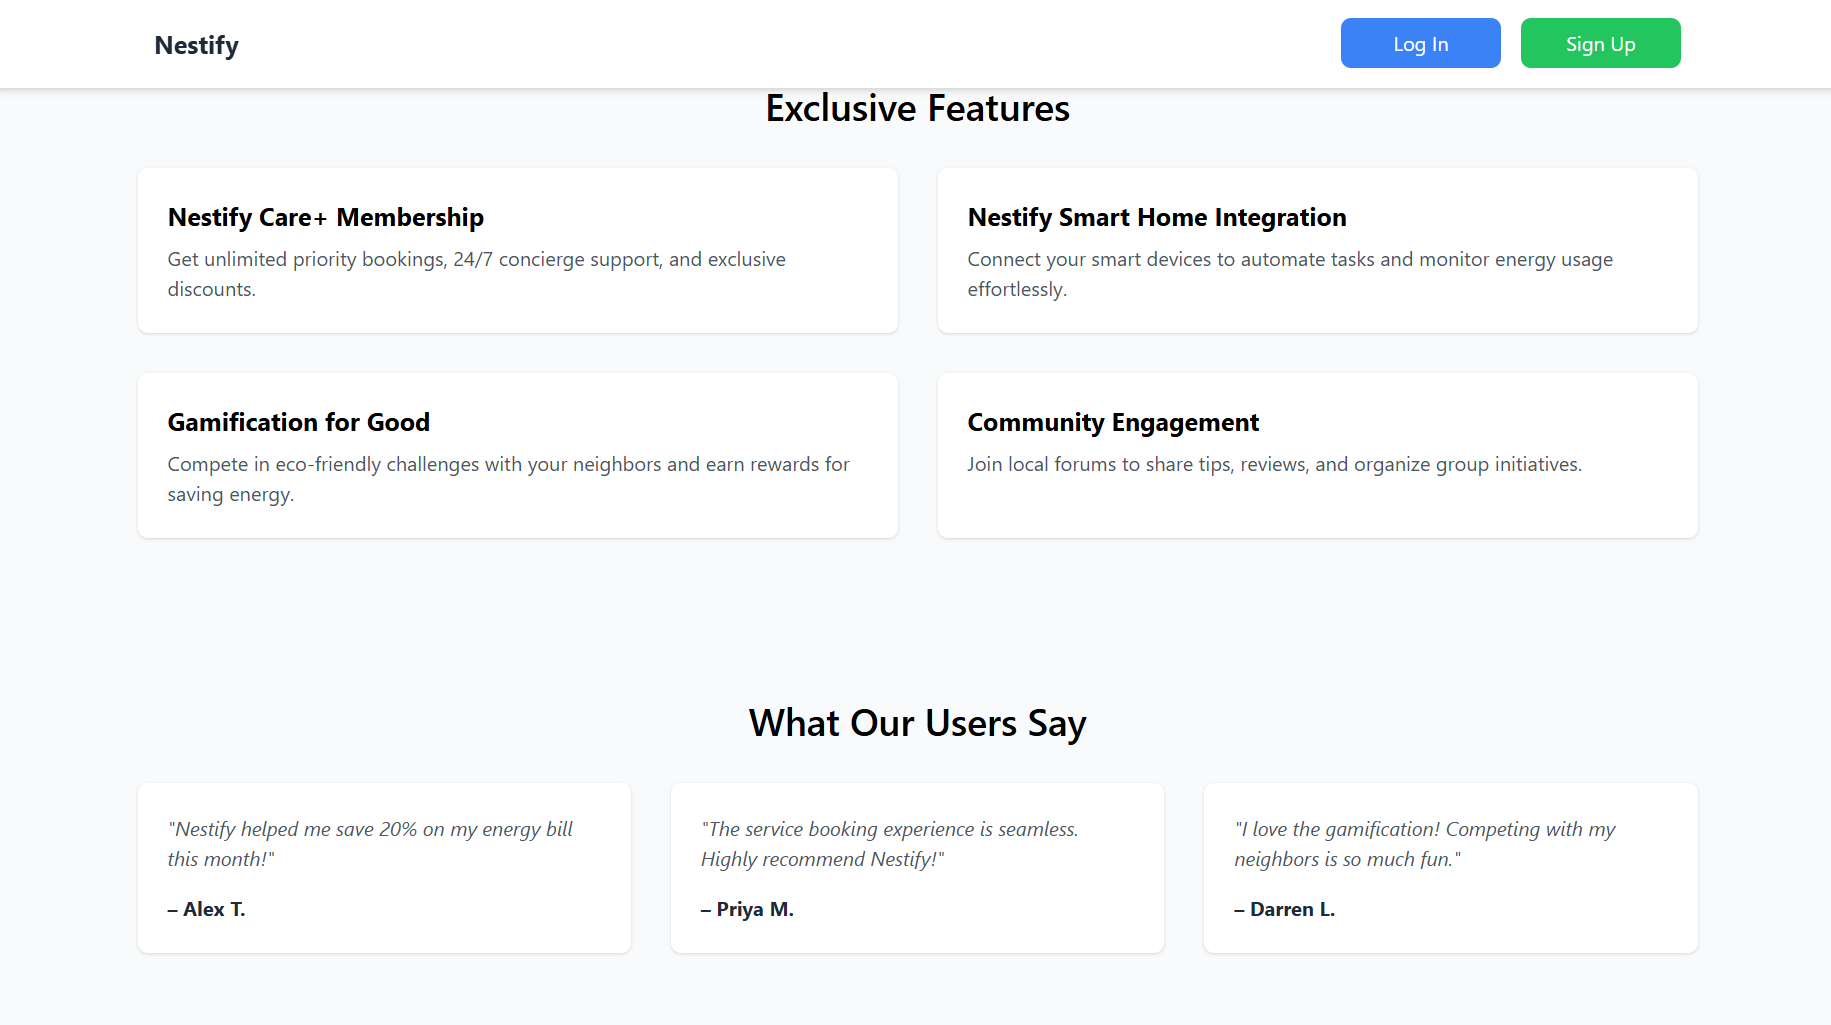 Nestify
Log In
Sign Up
Exclusive Features
Nestify Care+ Membership
Get unlimited priority bookings, 24/7 concierge support, and exclusive
discounts.
Nestify Smart Home Integration
Connect your smart devices to automate tasks and monitor energy usage
effortlessly.
Gamification for Good
Compete in eco-friendly challenges with your neighbors and earn rewards for
saving energy.
Community Engagement
Join local forums to share tips, reviews, and organize group initiatives.
What Our Users Say
"Nestify helped me save 20% on my energy bill
this month!"
– Alex T.
"The service booking experience is seamless.
Highly recommend Nestify!"
– Priya M.
"I love the gamification! Competing with my
neighbors is so much fun."
– Darren L.